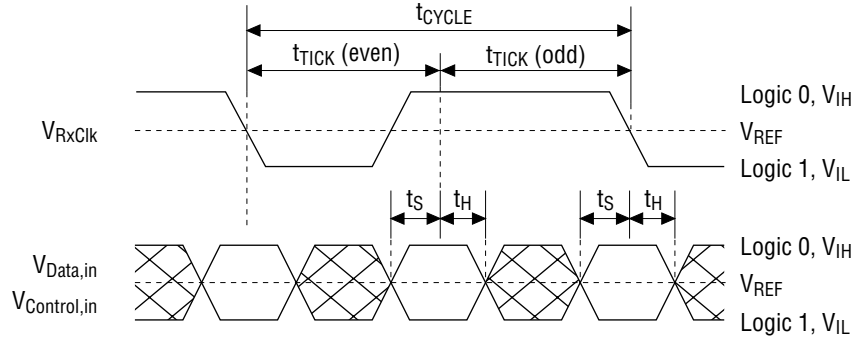 tCYCLE
tTICK (even) tTICK (odd)
Logic 0, VIH
VRxClk VREF
Logic 1, VIL
tS tH tS tH
Logic 0, VIH
VData,in
VREF
VControl,in
Logic 1, VIL